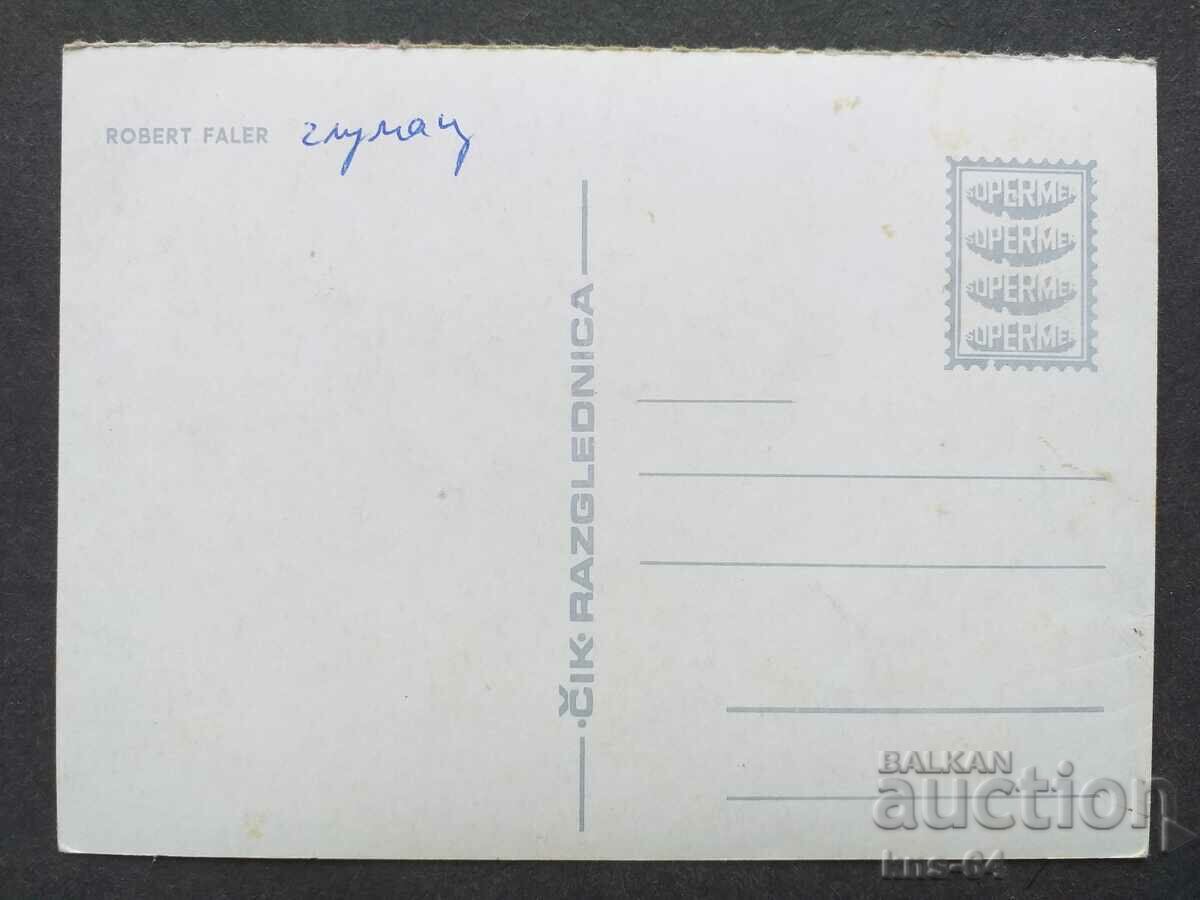 ROBERT FALER глумац
SUPERMEN
SUPERMEN
SUPERMEN
SUPERMEN
·ČIK·RAZGLEDNICA
BALKAN
auction
kns-64